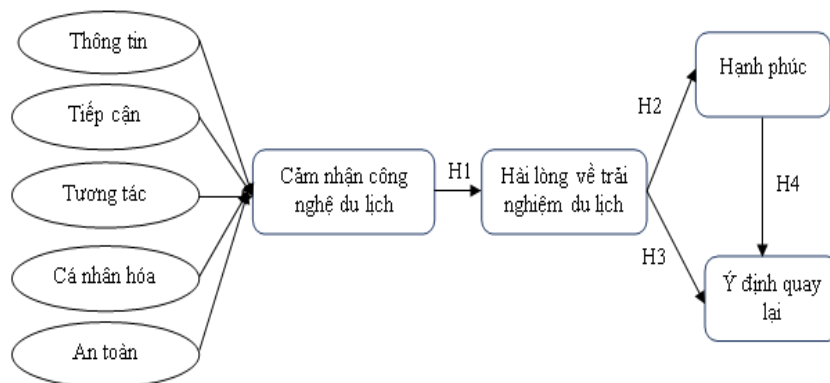 Thông tin
Tiếp cận
Tương tác
Cá nhân hóa
An toàn
Cảm nhận công
nghệ du lịch
H1
Hài lòng về trải
nghiệm du lịch
H2
H3
Hạnh phúc
H4
Ý định quay
lại